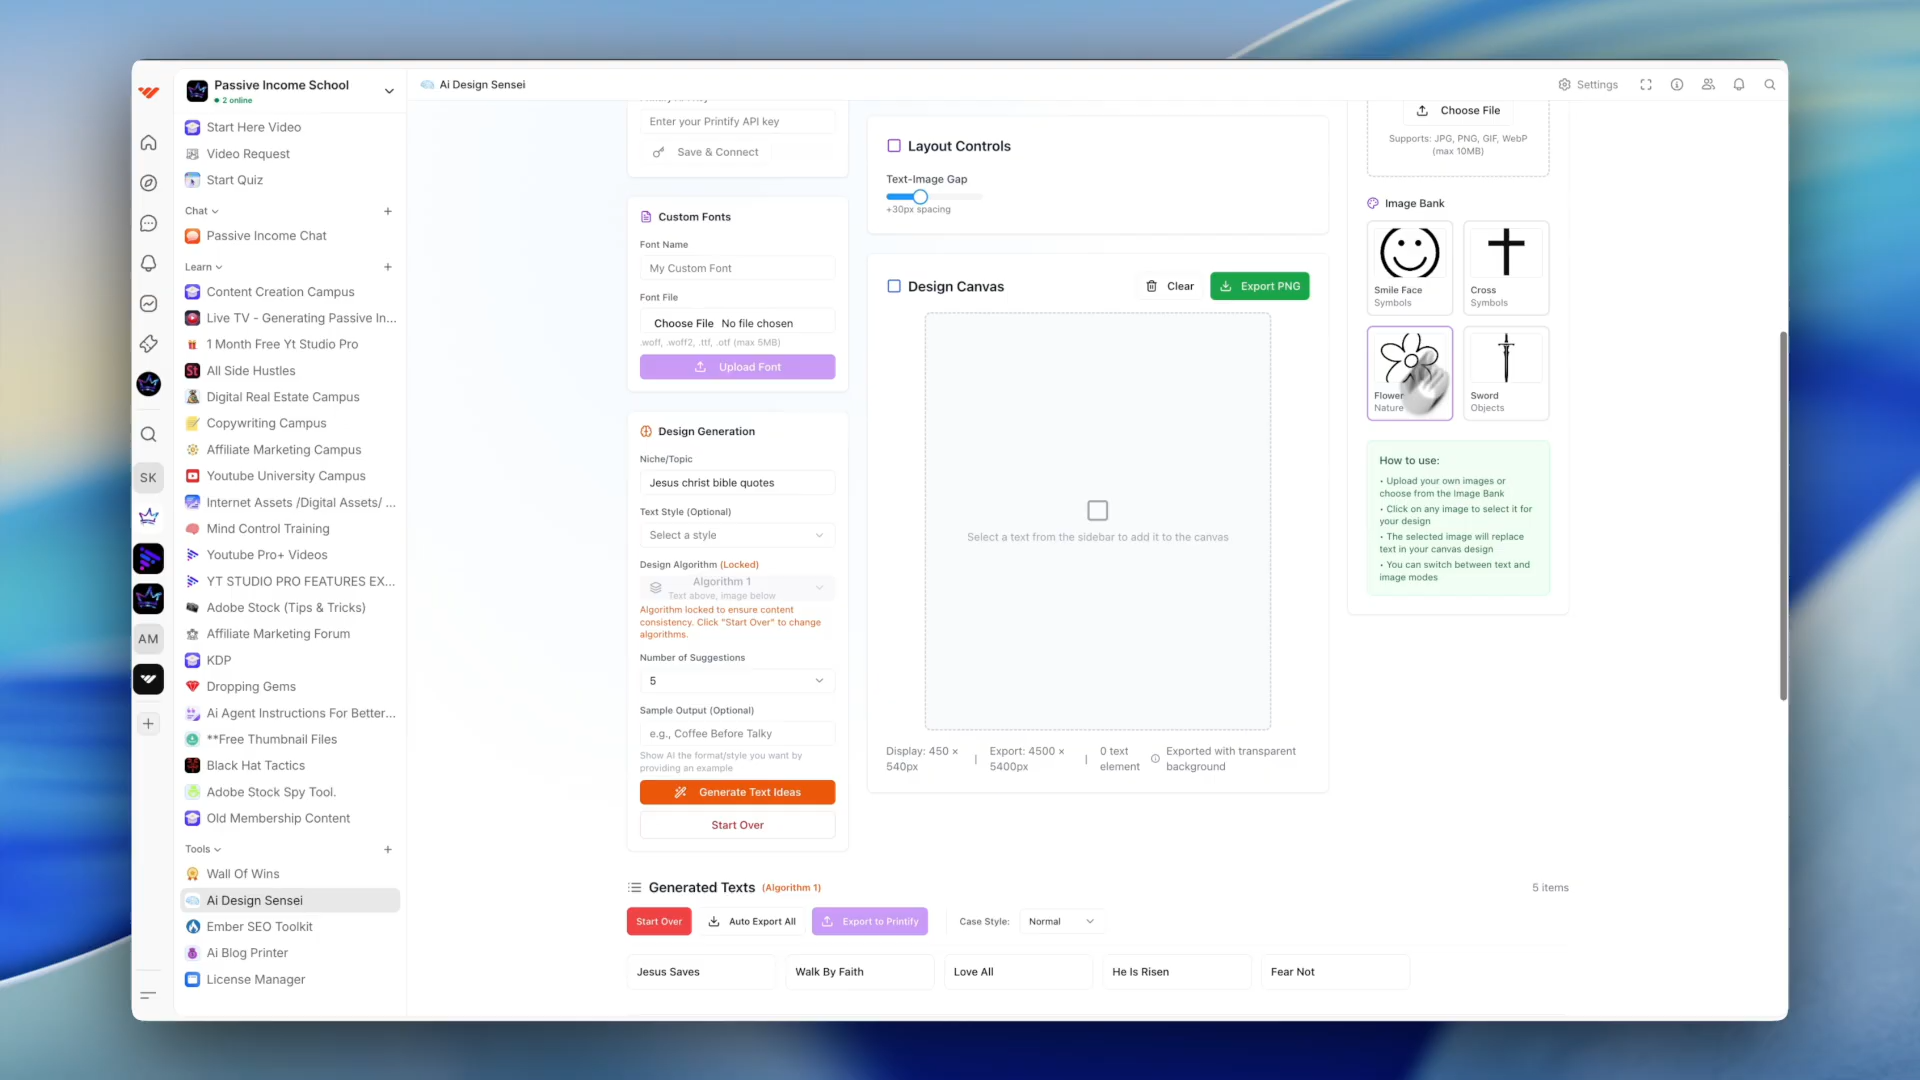 Passive Income School
2 online
Start Here Video
Video Request
Start Quiz
Chat
Passive Income Chat
Learn
Content Creation Campus
Live TV - Generating Passive In...
1 Month Free Yt Studio Pro
All Side Hustles
Digital Real Estate Campus
Copywriting Campus
Affiliate Marketing Campus
Youtube University Campus
Internet Assets /Digital Assets/ ...
Mind Control Training
Youtube Pro+ Videos
YT STUDIO PRO FEATURES EX...
Adobe Stock (Tips & Tricks)
Affiliate Marketing Forum
KDP
Dropping Gems
Ai Agent Instructions For Better...
**Free Thumbnail Files
Black Hat Tactics
Adobe Stock Spy Tool.
Old Membership Content
Tools
Wall Of Wins
Ai Design Sensei
Ember SEO Toolkit
Ai Blog Printer
License Manager
SK
AM
St
Ai Design Sensei
Settings
Enter your Printify API key
Save & Connect
Custom Fonts
Font Name
My Custom Font
Font File
Choose File No file chosen
.woff, .woff2, .ttf, .otf (max 5MB)
Upload Font
Design Generation
Niche/Topic
Jesus christ bible quotes
Text Style (Optional)
Select a style
Design Algorithm (Locked)
Algorithm 1
Text above, image below
Algorithm locked to ensure content
consistency. Click "Start Over" to change
algorithms.
Number of Suggestions
5
Sample Output (Optional)
e.g., Coffee Before Talky
Show AI the format/style you want by
providing an example
Generate Text Ideas
Start Over
Layout Controls
Text-Image Gap
+30px spacing
Design Canvas
Clear
Export PNG
Select a text from the sidebar to add it to the canvas
Display: 450 ×
540px
|
Export: 4500 ×
5400px
|
0 text
element
Exported with transparent
background
Choose File
Supports: JPG, PNG, GIF, WebP
(max 10MB)
Image Bank
Smile Face
Symbols
Cross
Symbols
Flower
Nature
Sword
Objects
How to use:
• Upload your own images or
choose from the Image Bank
• Click on any image to select it for
your design
• The selected image will replace
text in your canvas design
• You can switch between text and
image modes
Generated Texts (Algorithm 1)
5 items
Start Over
Auto Export All
Export to Printify
Case Style:
Normal
Jesus Saves
Walk By Faith
Love All
He Is Risen
Fear Not